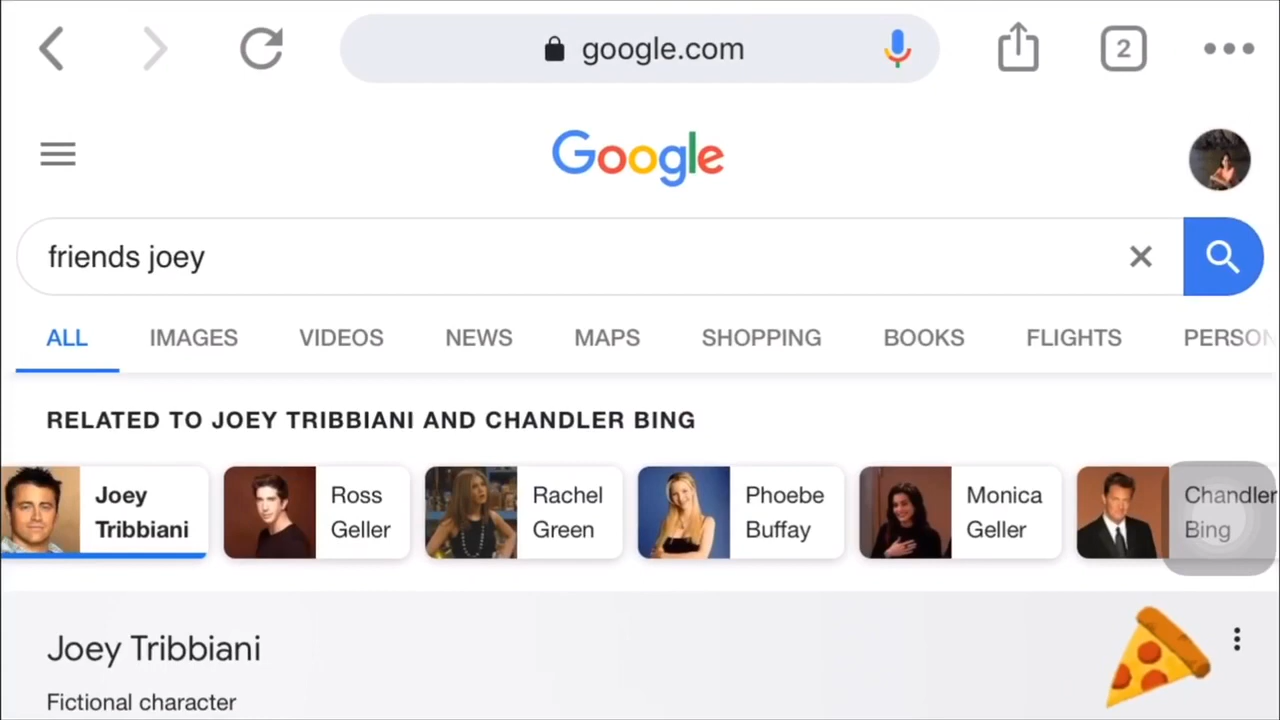 google.com
2
Google
friends joey
ALL IMAGES VIDEOS NEWS MAPS SHOPPING BOOKS FLIGHTS PERSON
RELATED TO JOEY TRIBBIANI AND CHANDLER BING
Joey
Tribbiani
Ross
Geller
Rachel
Green
Phoebe
Buffay
Monica
Geller
Chandler
Bing
Joey Tribbiani
Fictional character